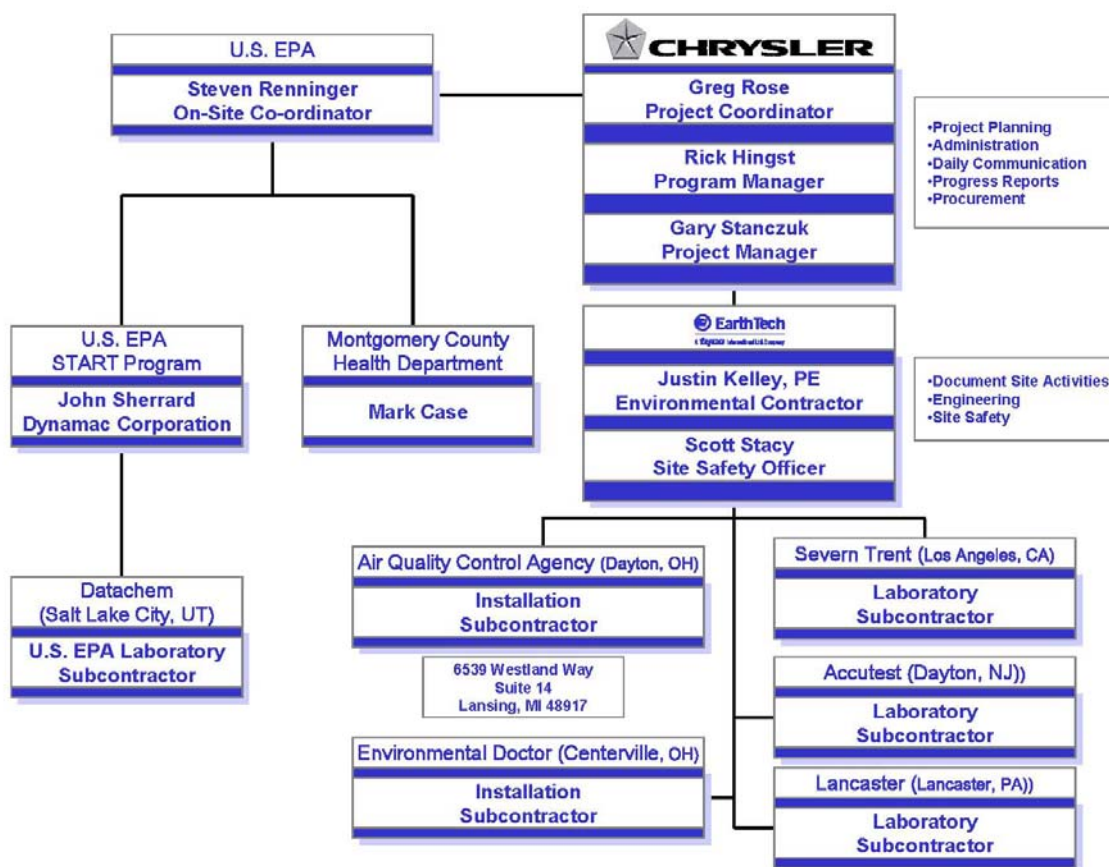 U.S. EPA
Steven Renninger
On-Site Co-ordinator
CHRYSLER
Greg Rose
Project Coordinator
Rick Hingst
Program Manager
Gary Stanczuk
Project Manager
•Project Planning
•Administration
•Daily Communication
•Progress Reports
•Procurement
U.S. EPA
START Program
John Sherrard
Dynamac Corporation
Montgomery County
Health Department
Mark Case
EarthTech
A Tyco International Ltd. Company
Justin Kelley, PE
Environmental Contractor
Scott Stacy
Site Safety Officer
•Document Site Activities
•Engineering
•Site Safety
Datachem
(Salt Lake City, UT)
U.S. EPA Laboratory
Subcontractor
Air Quality Control Agency (Dayton, OH)
Installation
Subcontractor
6539 Westland Way
Suite 14
Lansing, MI 48917
Environmental Doctor (Centerville, OH)
Installation
Subcontractor
Severn Trent (Los Angeles, CA)
Laboratory
Subcontractor
Accutest (Dayton, NJ))
Laboratory
Subcontractor
Lancaster (Lancaster, PA))
Laboratory
Subcontractor